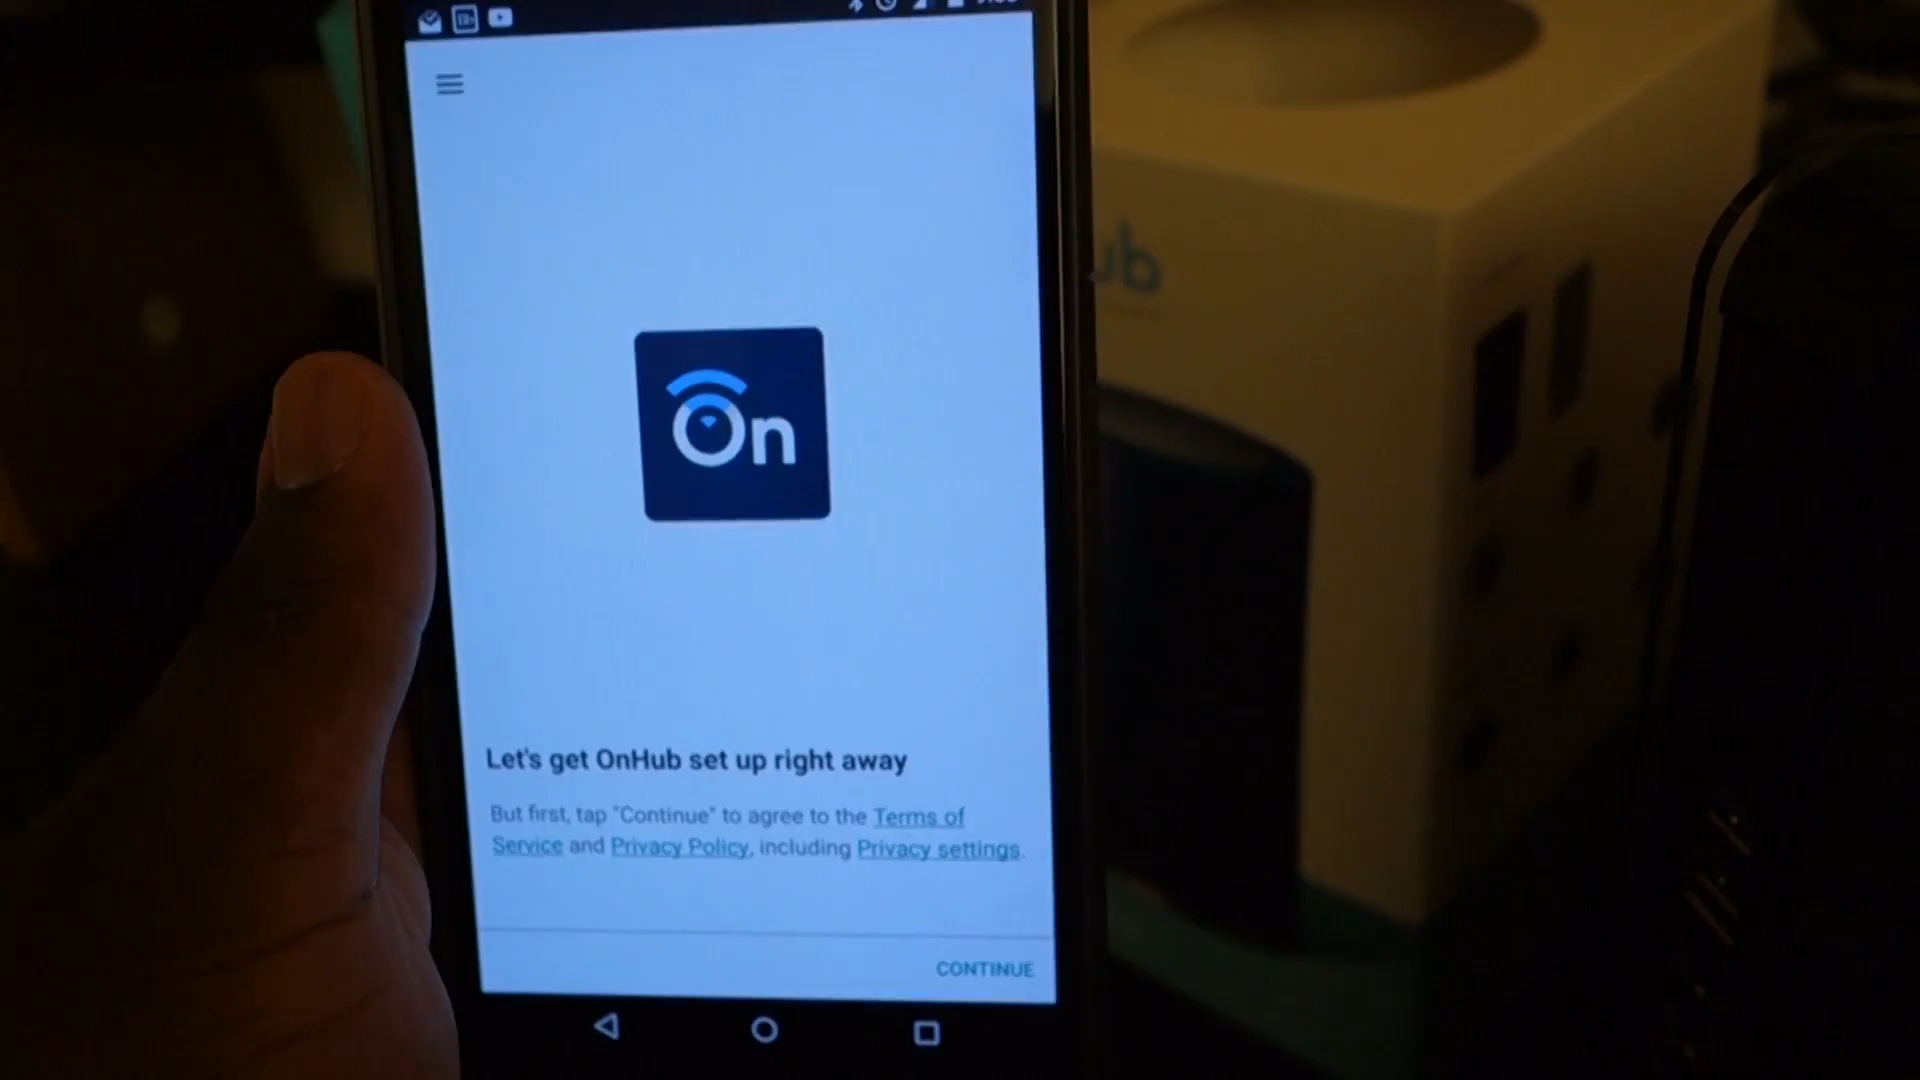 On
Let's get OnHub set up right away
But first, tap "Continue" to agree to the Terms of
Service and Privacy Policy, including Privacy settings.
CONTINUE
ub